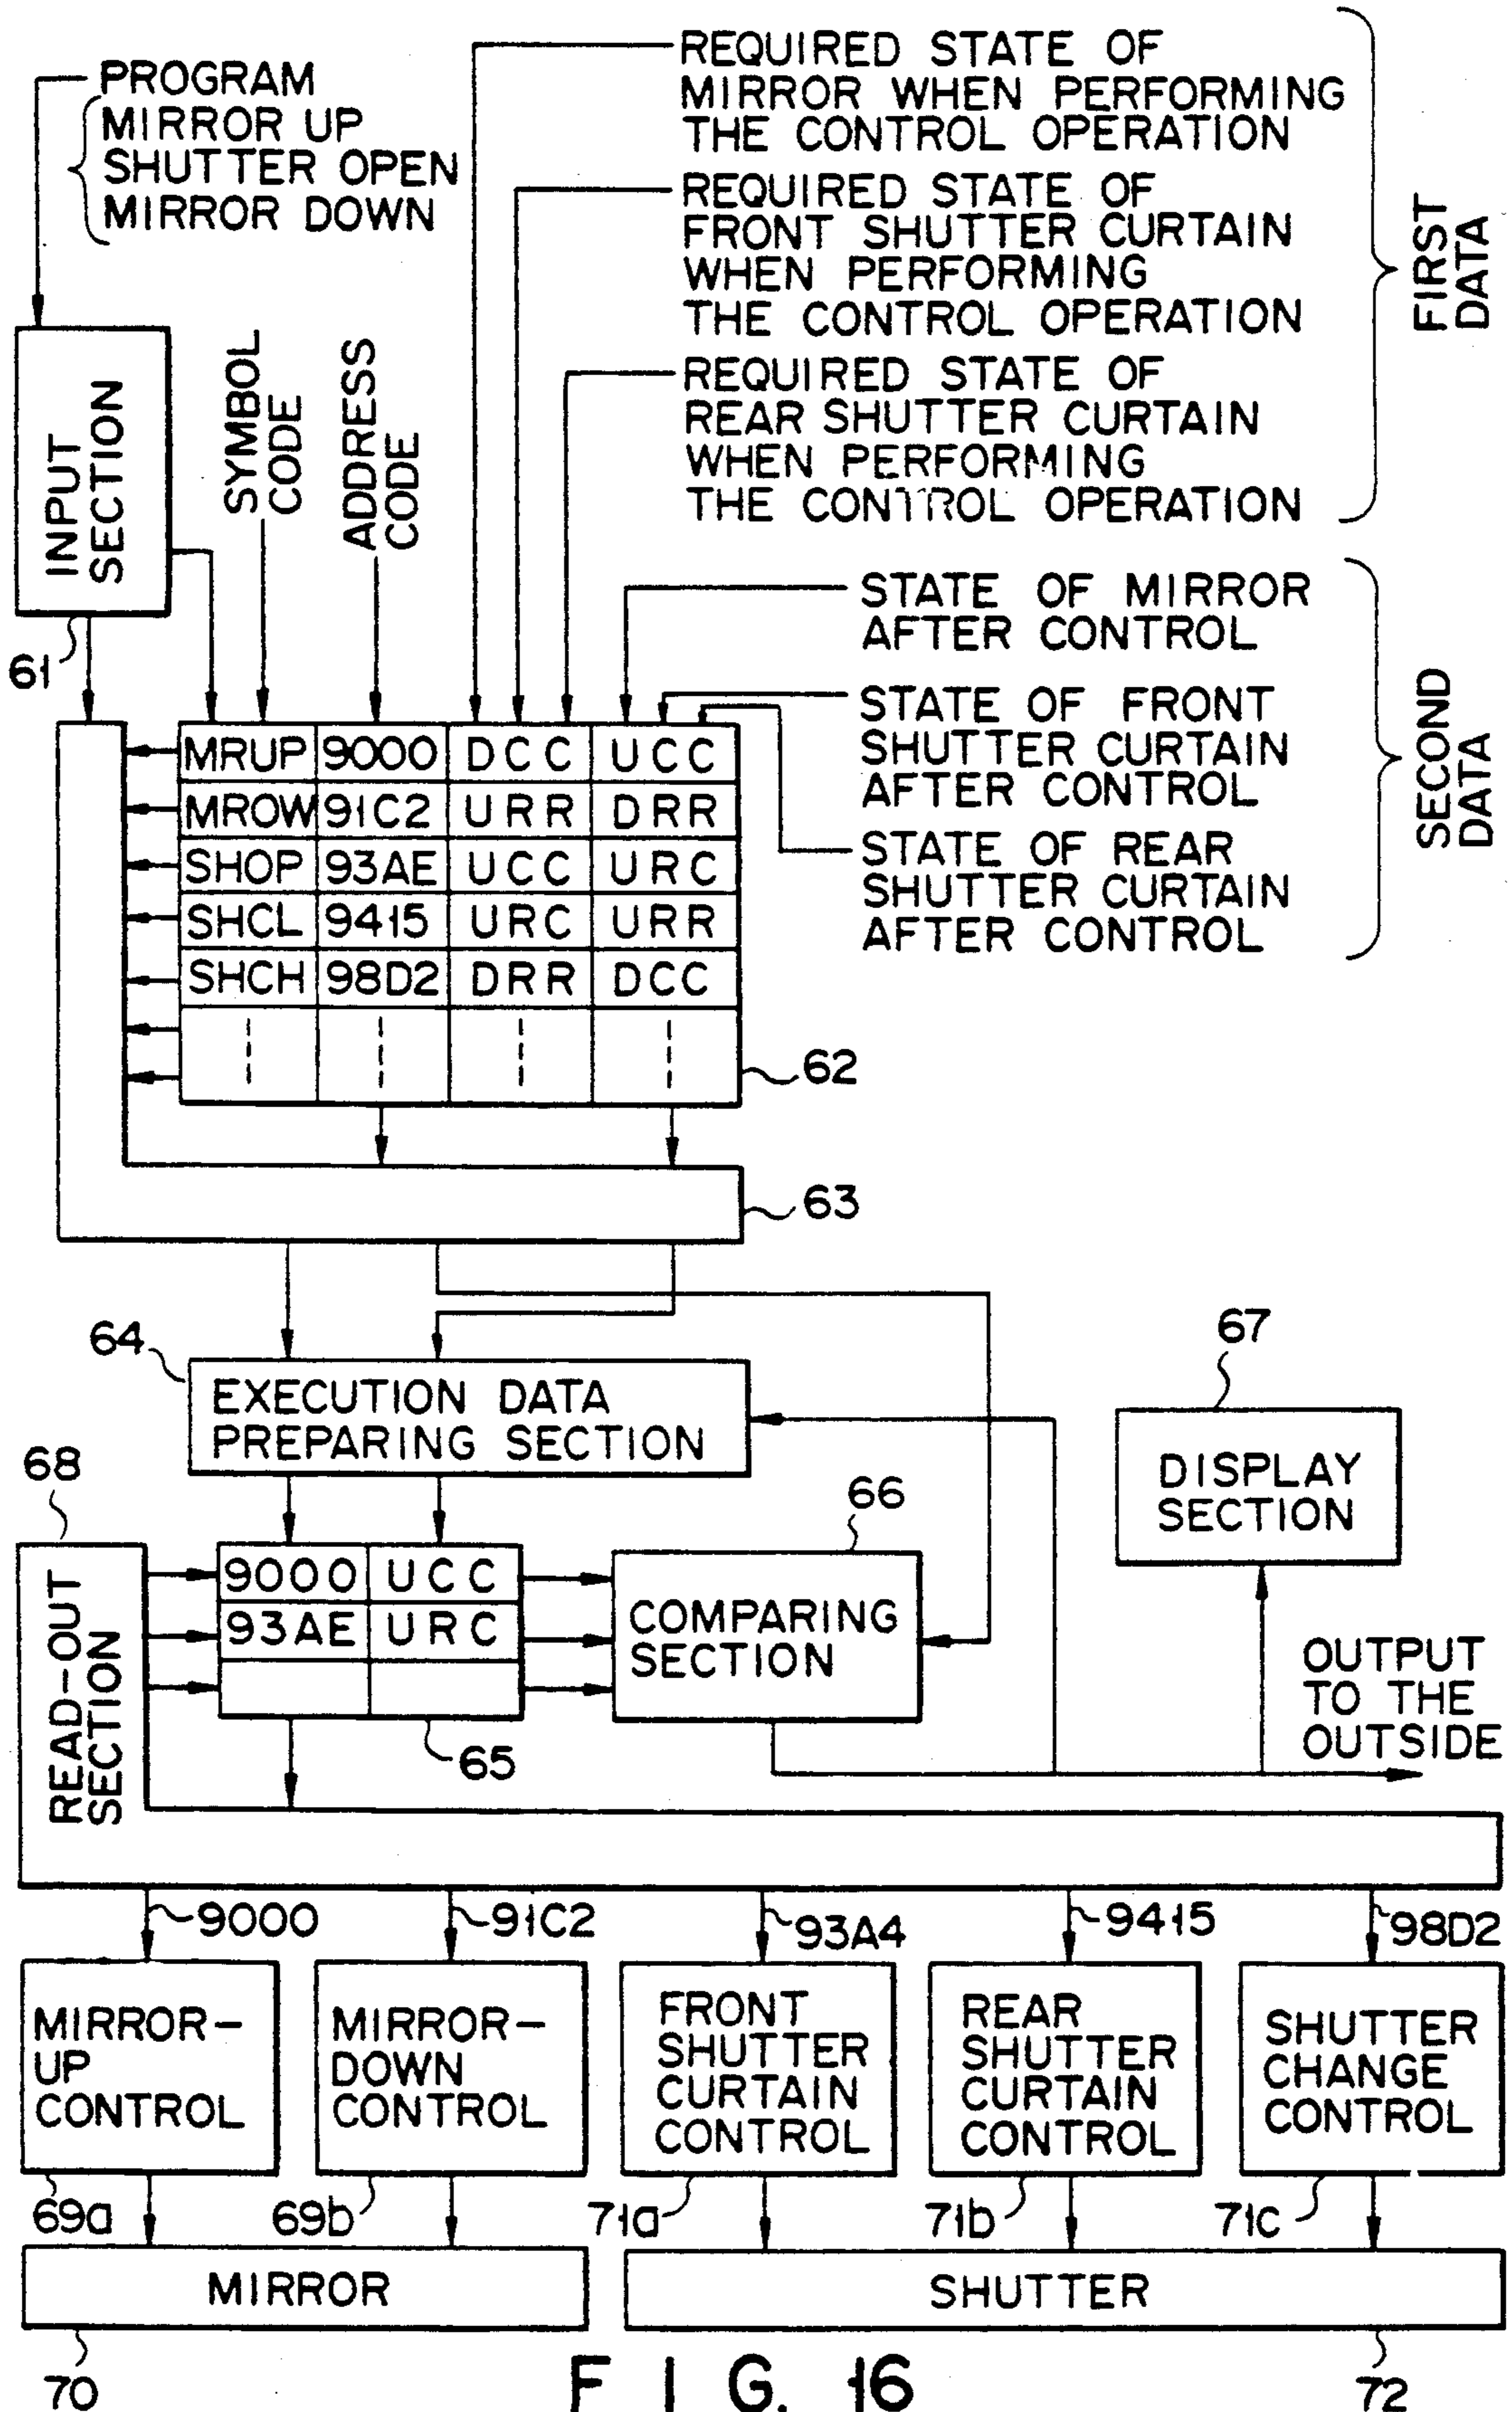 PROGRAM
MIRROR UP
SHUTTER OPEN
MIRROR DOWN
REQUIRED STATE OF
MIRROR WHEN PERFORMING
THE CONTROL OPERATION
REQUIRED STATE OF
FRONT SHUTTER CURTAIN
WHEN PERFORMING
THE CONTROL OPERATION
REQUIRED STATE OF
REAR SHUTTER CURTAIN
WHEN PERFORMING
THE CONTROL OPERATION
FIRST
DATA
INPUT
SECTION
61
SYMBOL
CODE
ADDRESS
CODE
STATE OF MIRROR
AFTER CONTROL
STATE OF FRONT
SHUTTER CURTAIN
AFTER CONTROL
STATE OF REAR
SHUTTER CURTAIN
AFTER CONTROL
SECOND
DATA
MRUP 9000 DCC UCC
MROW 91C2 URR DRR
SHOP 93AE UCC URC
SHCL 9415 URC URR
SHCH 98D2 DRR DCC
62
63
64
EXECUTION DATA
PREPARING SECTION
67
DISPLAY
SECTION
68
READ-OUT
SECTION
9000 UCC
93AE URC
65
66
COMPARING
SECTION
OUTPUT
TO THE
OUTSIDE
9000
91C2
93A4
9415
98D2
MIRROR-
UP
CONTROL
MIRROR-
DOWN
CONTROL
FRONT
SHUTTER
CURTAIN
CONTROL
REAR
SHUTTER
CURTAIN
CONTROL
SHUTTER
CHANGE
CONTROL
69a
69b
71a
71b
71c
MIRROR
SHUTTER
70
72
FIG. 16